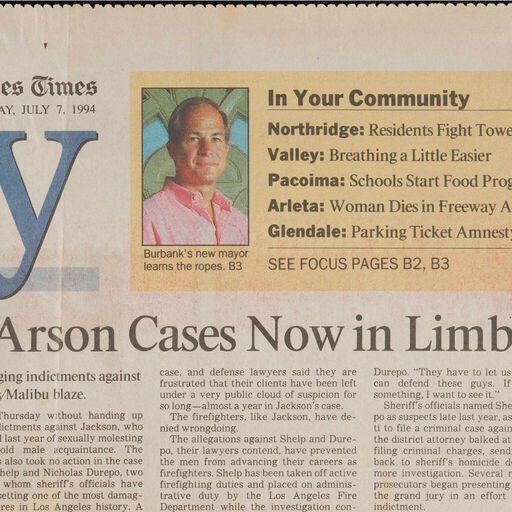 es Times
AY, JULY 7, 1994
y
In Your Community
Northridge: Residents Fight Towe
Valley: Breathing a Little Easier
Pacoima: Schools Start Food Prog
Arleta: Woman Dies in Freeway A
Glendale: Parking Ticket Amnesty
SEE FOCUS PAGES B2, B3
Burbank's new mayor
learns the ropes. B3
Arson Cases Now in Limb
ging indictments against
/Malibu blaze.
Thursday without handing up
lictments against Jackson, who
l last year of sexually molesting
old male acquaintance. The
s also took no action in the case
help and Nicholas Durepo, two
whom sheriff's officials have
setting one of the most damag-
res in Los Angeles history. A
case, and defense lawyers said they are
frustrated that their clients have been left
under a very public cloud of suspicion for
so long—almost a year in Jackson's case.
The firefighters, like Jackson, have de-
nied wrongdoing.
The allegations against Shelp and Dure-
po, their lawyers contend, have prevented
the men from advancing their careers as
firefighters. Shelp has been taken off active
firefighting duties and placed on adminis-
trative duty by the Los Angeles Fire
Department while the investigation con-
Durepo. "They have to let us
can defend these guys. If
something, I want to see it."
Sheriff's officials named She
po as suspects late last year, as
ti to file a criminal case again
the district attorney balked at
filing criminal charges, send
back to sheriff's homicide d
more investigation. Several r
prosecutors began presenting
the grand jury in an effort
indictment.